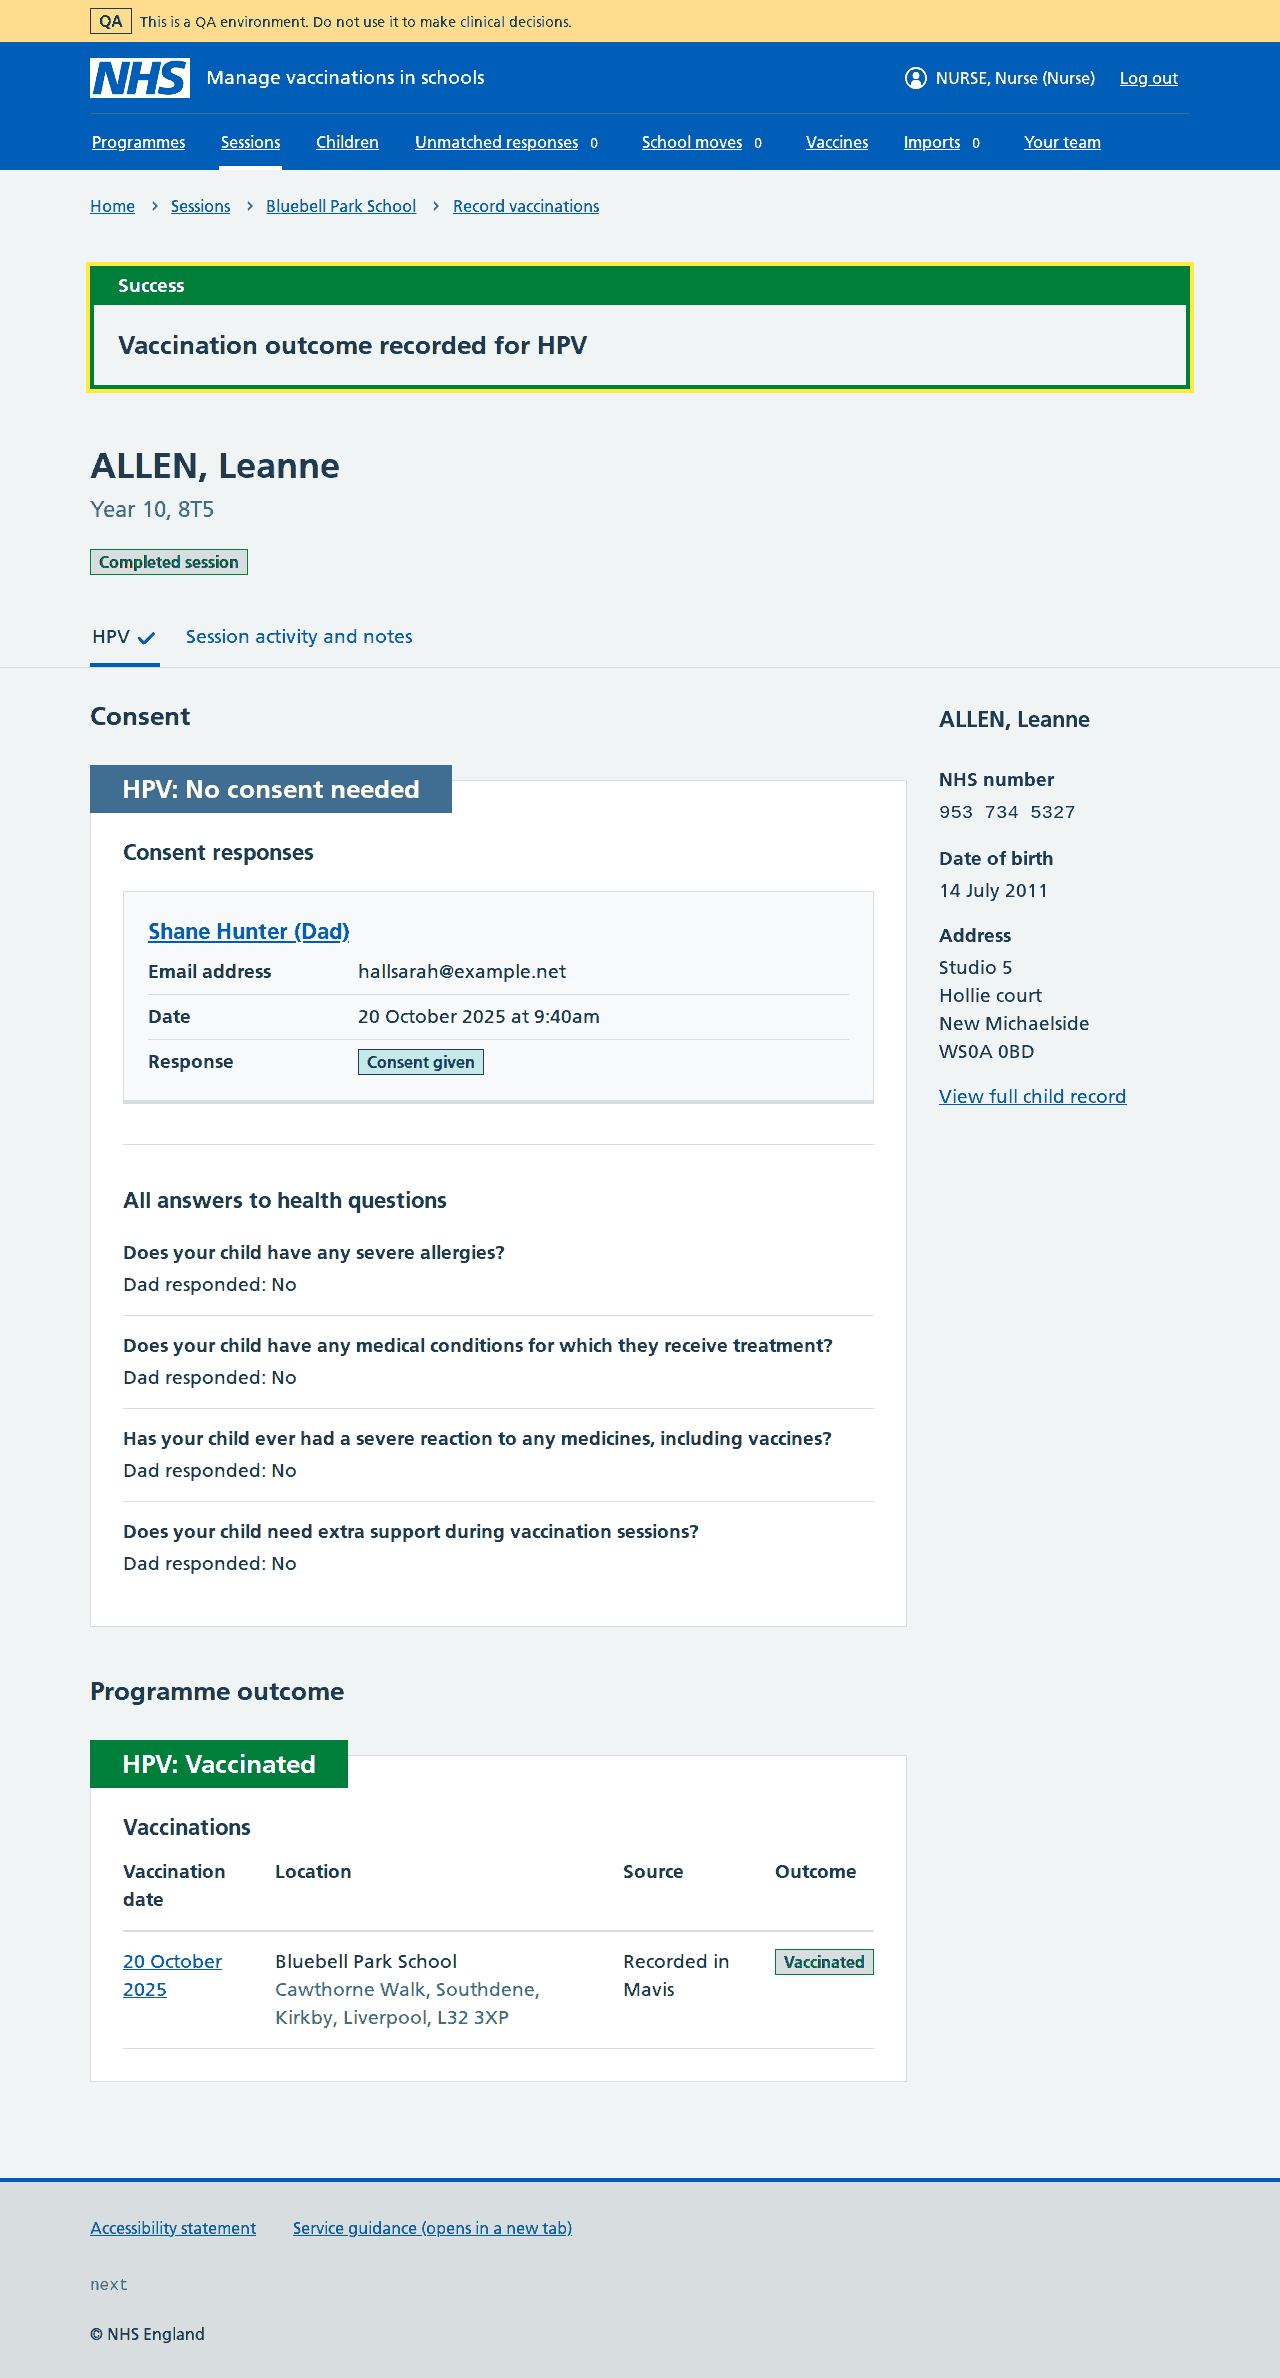 QA This is a QA environment. Do not use it to make clinical decisions.
NHS Manage vaccinations in schools NURSE, Nurse (Nurse) Log out
Programmes Sessions Children Unmatched responses 0 School moves 0 Vaccines Imports 0 Your team
Home Sessions Bluebell Park School Record vaccinations
Success
Vaccination outcome recorded for HPV
ALLEN, Leanne
Year 10, 8T5
Completed session
HPV Session activity and notes
Consent
HPV: No consent needed
Consent responses
Shane Hunter (Dad)
Email address hallsarah@example.net
Date 20 October 2025 at 9:40am
Response Consent given
All answers to health questions
Does your child have any severe allergies?
Dad responded: No
Does your child have any medical conditions for which they receive treatment?
Dad responded: No
Has your child ever had a severe reaction to any medicines, including vaccines?
Dad responded: No
Does your child need extra support during vaccination sessions?
Dad responded: No
ALLEN, Leanne
NHS number
953 734 5327
Date of birth
14 July 2011
Address
Studio 5
Hollie court
New Michaelside
WS0A 0BD
View full child record
Programme outcome
HPV: Vaccinated
Vaccinations
Vaccination date Location Source Outcome
20 October 2025 Bluebell Park School Recorded in Mavis Vaccinated
Cawthorne Walk, Southdene,
Kirkby, Liverpool, L32 3XP
Accessibility statement Service guidance (opens in a new tab)
next
© NHS England